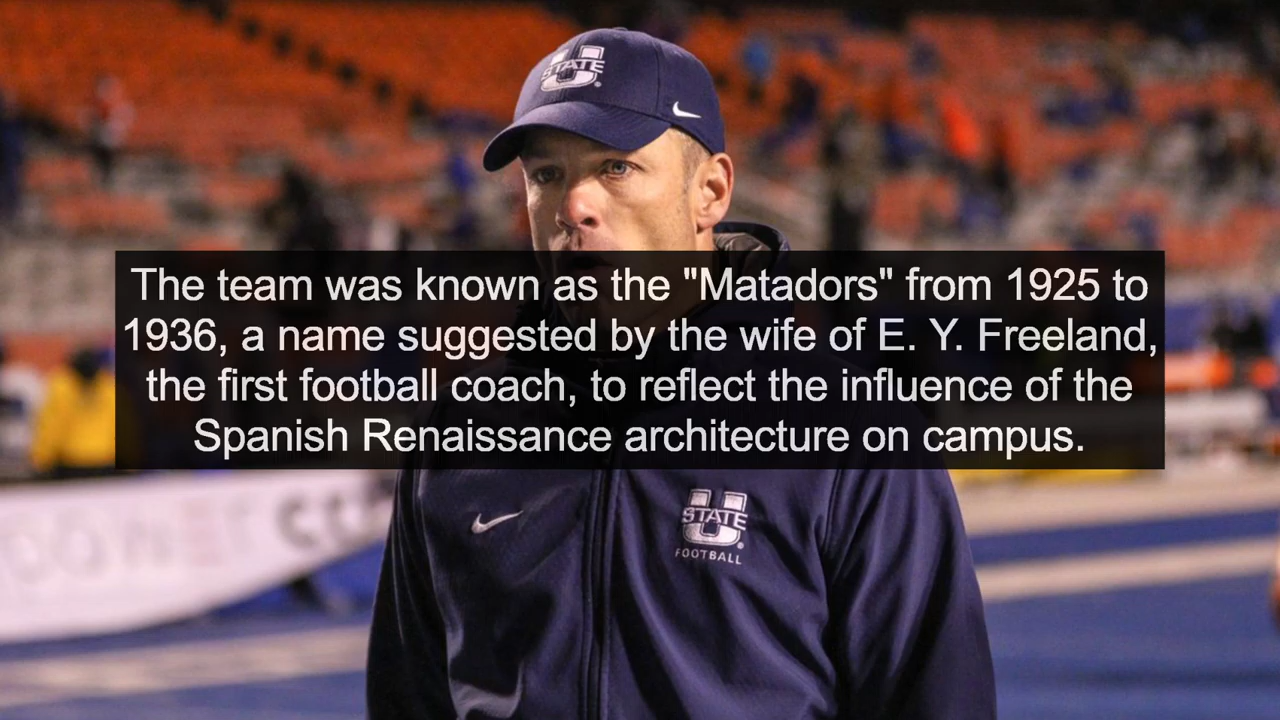 STATE
The team was known as the "Matadors" from 1925 to
1936, a name suggested by the wife of E. Y. Freeland,
the first football coach, to reflect the influence of the
Spanish Renaissance architecture on campus.
STATE
FOOTBALL